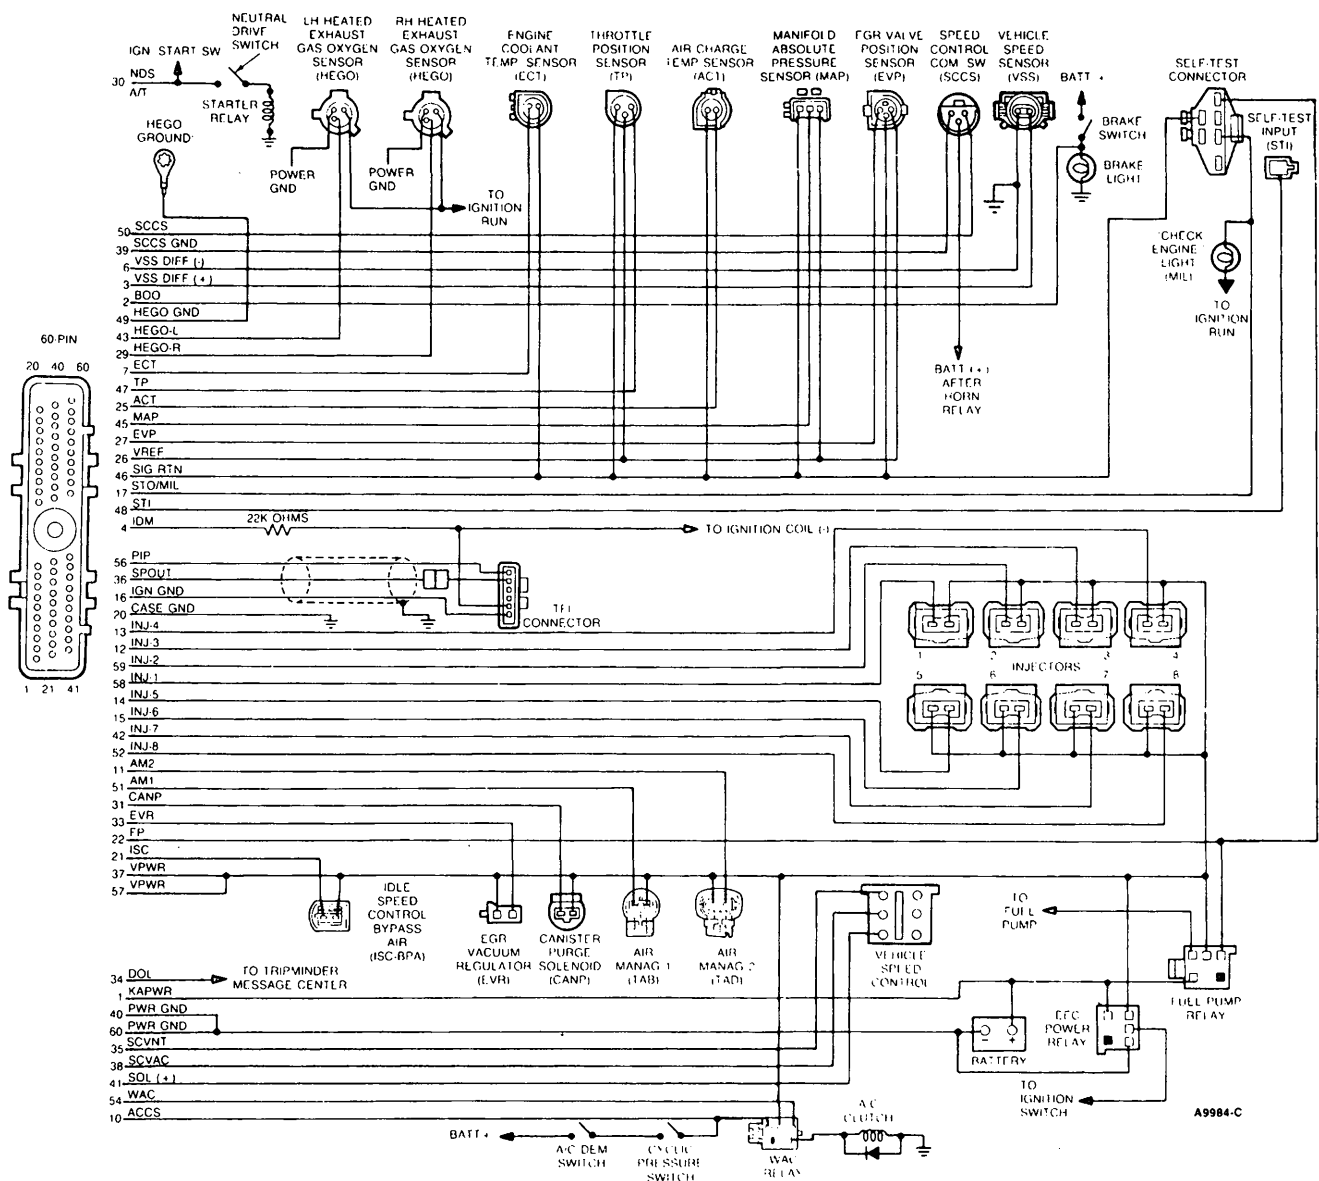 NEUTRAL
DRIVE
SWITCH
LH HEATED
EXHAUST
GAS OXYGEN
SENSOR
(HEGO)
RH HEATED
EXHAUST
GAS OXYGEN
SENSOR
(HEGO)
ENGINE
COOLANT
TEMP SENSOR
(ECT)
THROTTLE
POSITION
SENSOR
(TP)
AIR CHARGE
TEMP SENSOR
(ACT)
MANIFOLD
ABSOLUTE
PRESSURE
SENSOR (MAP)
EGR VALVE
POSITION
SENSOR
(EVP)
SPEED
CONTROL
COM SW
(SCCS)
VEHICLE
SPEED
SENSOR
(VSS)
BATT +
SELF-TEST
CONNECTOR
IGN START SW
30 NDS
A/T
STARTER
RELAY
HEGO
GROUND
POWER
GND
POWER
GND
TO
IGNITION
RUN
BRAKE
SWITCH
BRAKE
LIGHT
SELF-TEST
INPUT
(STI)
"CHECK
ENGINE"
LIGHT
(MIL)
TO
IGNITION
RUN
50 SCCS
39 SCCS GND
6 VSS DIFF (-)
3 VSS DIFF (+)
2 BOO
49 HEGO GND
43 HEGO-L
29 HEGO-R
7 ECT
47 TP
25 ACT
45 MAP
27 EVP
26 VREF
46 SIG RTN
17 STO/MIL
48 STI
4 IDM
22K OHMS
TO IGNITION COIL (-)
BATT (+)
AFTER
HORN
RELAY
60-PIN
20 40 60
1 21 41
56 PIP
36 SPOUT
16 IGN GND
20 CASE GND
TFI
CONNECTOR
13 INJ-4
12 INJ-3
59 INJ-2
58 INJ-1
14 INJ-5
15 INJ-6
42 INJ-7
52 INJ-8
1 2 3 4
INJECTORS
5 6 7 8
11 AM2
51 AM1
31 CANP
33 EVR
22 FP
21 ISC
37 VPWR
57 VPWR
IDLE
SPEED
CONTROL
BYPASS
AIR
(ISC-BPA)
EGR
VACUUM
REGULATOR
(EVR)
CANISTER
PURGE
SOLENOID
(CANP)
AIR
MANAG 1
(TAB)
AIR
MANAG 2
(TAD)
VEHICLE
SPEED
CONTROL
TO
FUEL
PUMP
FUEL PUMP
RELAY
34 DOL
TO TRIPMINDER
MESSAGE CENTER
1 KAPWR
40 PWR GND
60 PWR GND
35 SCVNT
38 SCVAC
41 SOL (+)
54 WAC
10 ACCS
- +
BATTERY
EEC
POWER
RELAY
TO
IGNITION
SWITCH
A9984-C
BATT +
A/C DEM
SWITCH
CYCLIC
PRESSURE
SWITCH
WAC
RELAY
A/C
CLUTCH